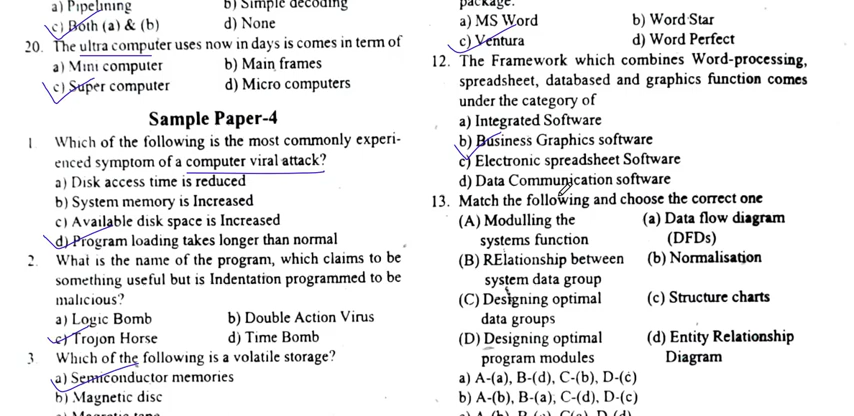 a) Pipelining b) Simple decoding
c) Both (a) & (b) d) None
20. The ultra computer uses now in days is comes in term of
a) Mini computer b) Main frames
c) Super computer d) Micro computers
Sample Paper-4
1 Which of the following is the most commonly experi-
enced symptom of a computer viral attack?
a) Disk access time is reduced
b) System memory is Increased
c) Available disk space is Increased
d) Program loading takes longer than normal
2. What is the name of the program, which claims to be
something useful but is Indentation programmed to be
malicious?
a) Logic Bomb b) Double Action Virus
c) Trojon Horse d) Time Bomb
3 Which of the following is a volatile storage?
a) Semiconductor memories
b) Magnetic disc
package.
a) MS Word b) Word Star
c) Ventura d) Word Perfect
12. The Framework which combines Word-processing,
spreadsheet, databased and graphics function comes
under the category of
a) Integrated Software
b) Business Graphics software
c) Electronic spreadsheet Software
d) Data Communication software
13. Match the following and choose the correct one
(A) Modulling the (a) Data flow diagram
systems function (DFDs)
(B) RElationship between (b) Normalisation
system data group
(C) Designing optimal (c) Structure charts
data groups
(D) Designing optimal (d) Entity Relationship
program modules Diagram
a) A-(a), B-(d), C-(b), D-(c)
b) A-(b), B-(a), C-(d), D-(c)